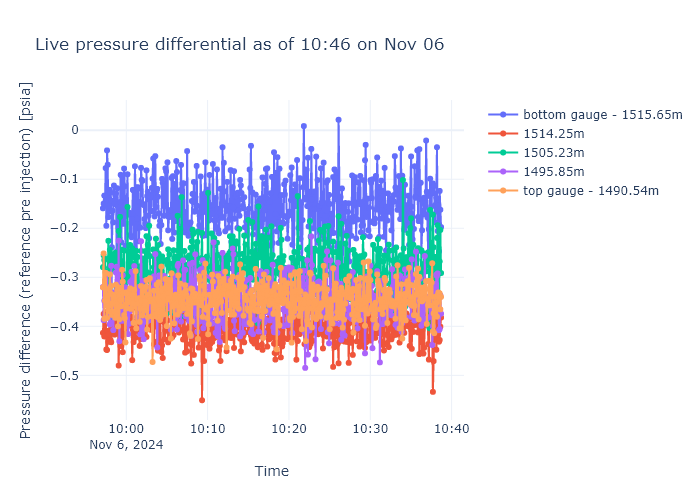 Live pressure differential as of 10:46 on Nov 06
Pressure difference (reference pre injection) [psia]
0
−0.1
−0.2
−0.3
−0.4
−0.5
10:00
Nov 6, 2024
10:10
10:20
10:30
10:40
Time
bottom gauge - 1515.65m
1514.25m
1505.23m
1495.85m
top gauge - 1490.54m